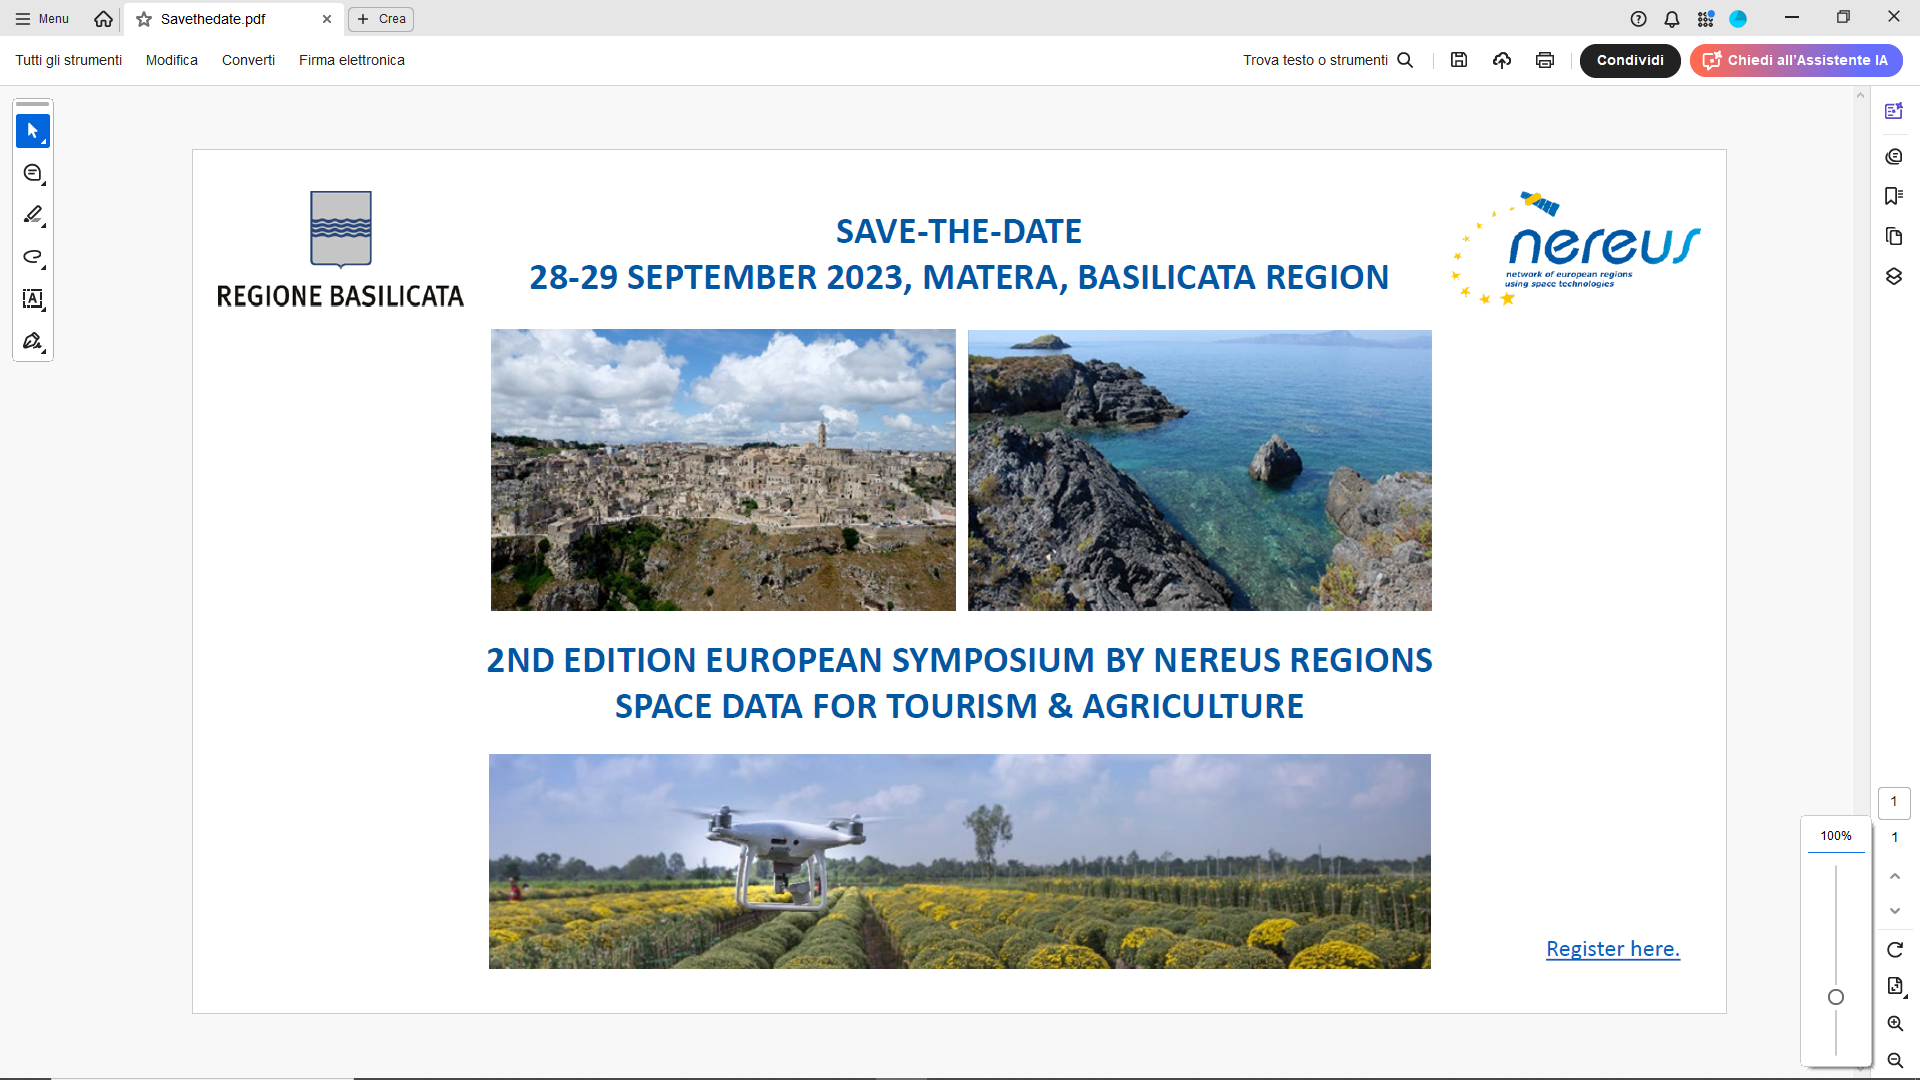 Menu
Savethedate.pdf
Crea
Tutti gli strumenti
Modifica
Converti
Firma elettronica
Trova testo o strumenti
Condividi
Chiedi all'Assistente IA
REGIONE BASILICATA
SAVE-THE-DATE
28-29 SEPTEMBER 2023, MATERA, BASILICATA REGION
nereus
network of european regions
using space technologies
2ND EDITION EUROPEAN SYMPOSIUM BY NEREUS REGIONS
SPACE DATA FOR TOURISM & AGRICULTURE
Register here.
1
100%
1